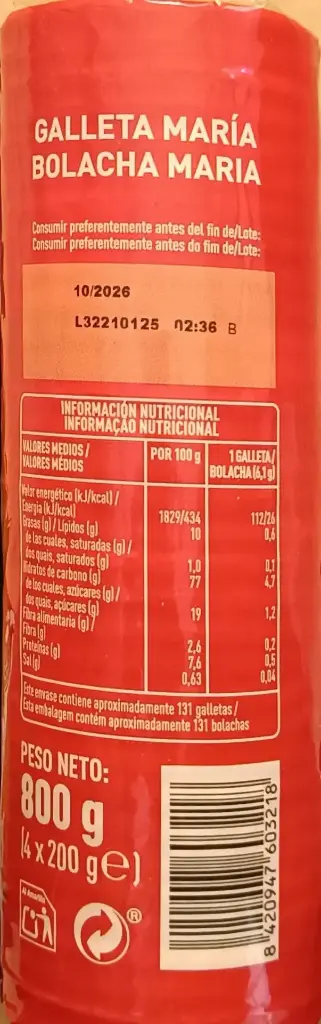 GALLETA MARÍA
BOLACHA MARIA
Consumir preferentemente antes del fin de/Lote:
Consumir preferentemente antes do fim de/Lote:
10/2026
L32210125 02:36 B
INFORMACIÓN NUTRICIONAL
INFORMAÇÃO NUTRICIONAL
VALORES MEDIOS / POR 100 g 1 GALLETA/
VALORES MÉDIOS BOLACHA (6,1 g)
Valor energético (kJ/kcal) /
Energia (kJ/kcal) 1829/434 112/26
Grasas (g) / Lípidos (g) 10 0,6
de las cuales, saturadas (g) /
dos quais, saturados (g) 1,0 0,1
Hidratos de carbono (g) 77 4,7
de los cuales, azúcares (g) /
dos quais, açúcares (g) 19 1,2
Fibra alimentaria (g) /
Fibra (g) 2,6 0,2
Proteínas (g) 7,6 0,5
Sal (g) 0,63 0,04
Este envase contiene aproximadamente 131 galletas /
Esta embalagem contém aproximadamente 131 bolachas
PESO NETO:
800 g
(4 x 200 g e)
Al Amarillo
®
8 420947 603218